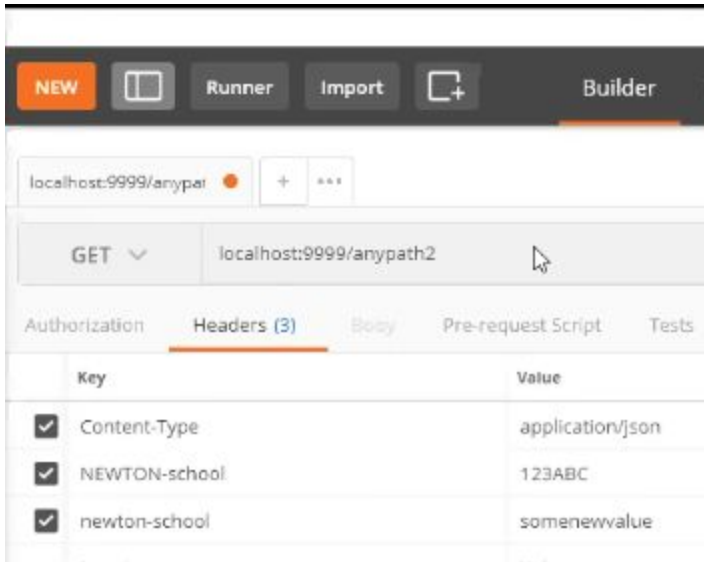 NEW Runner Import Builder
localhost:9999/anypat + •••
GET localhost:9999/anypath2
Authorization Headers (3) Body Pre-request Script Tests
Key Value
Content-Type application/json
NEWTON-school 123ABC
newton-school somenewvalue